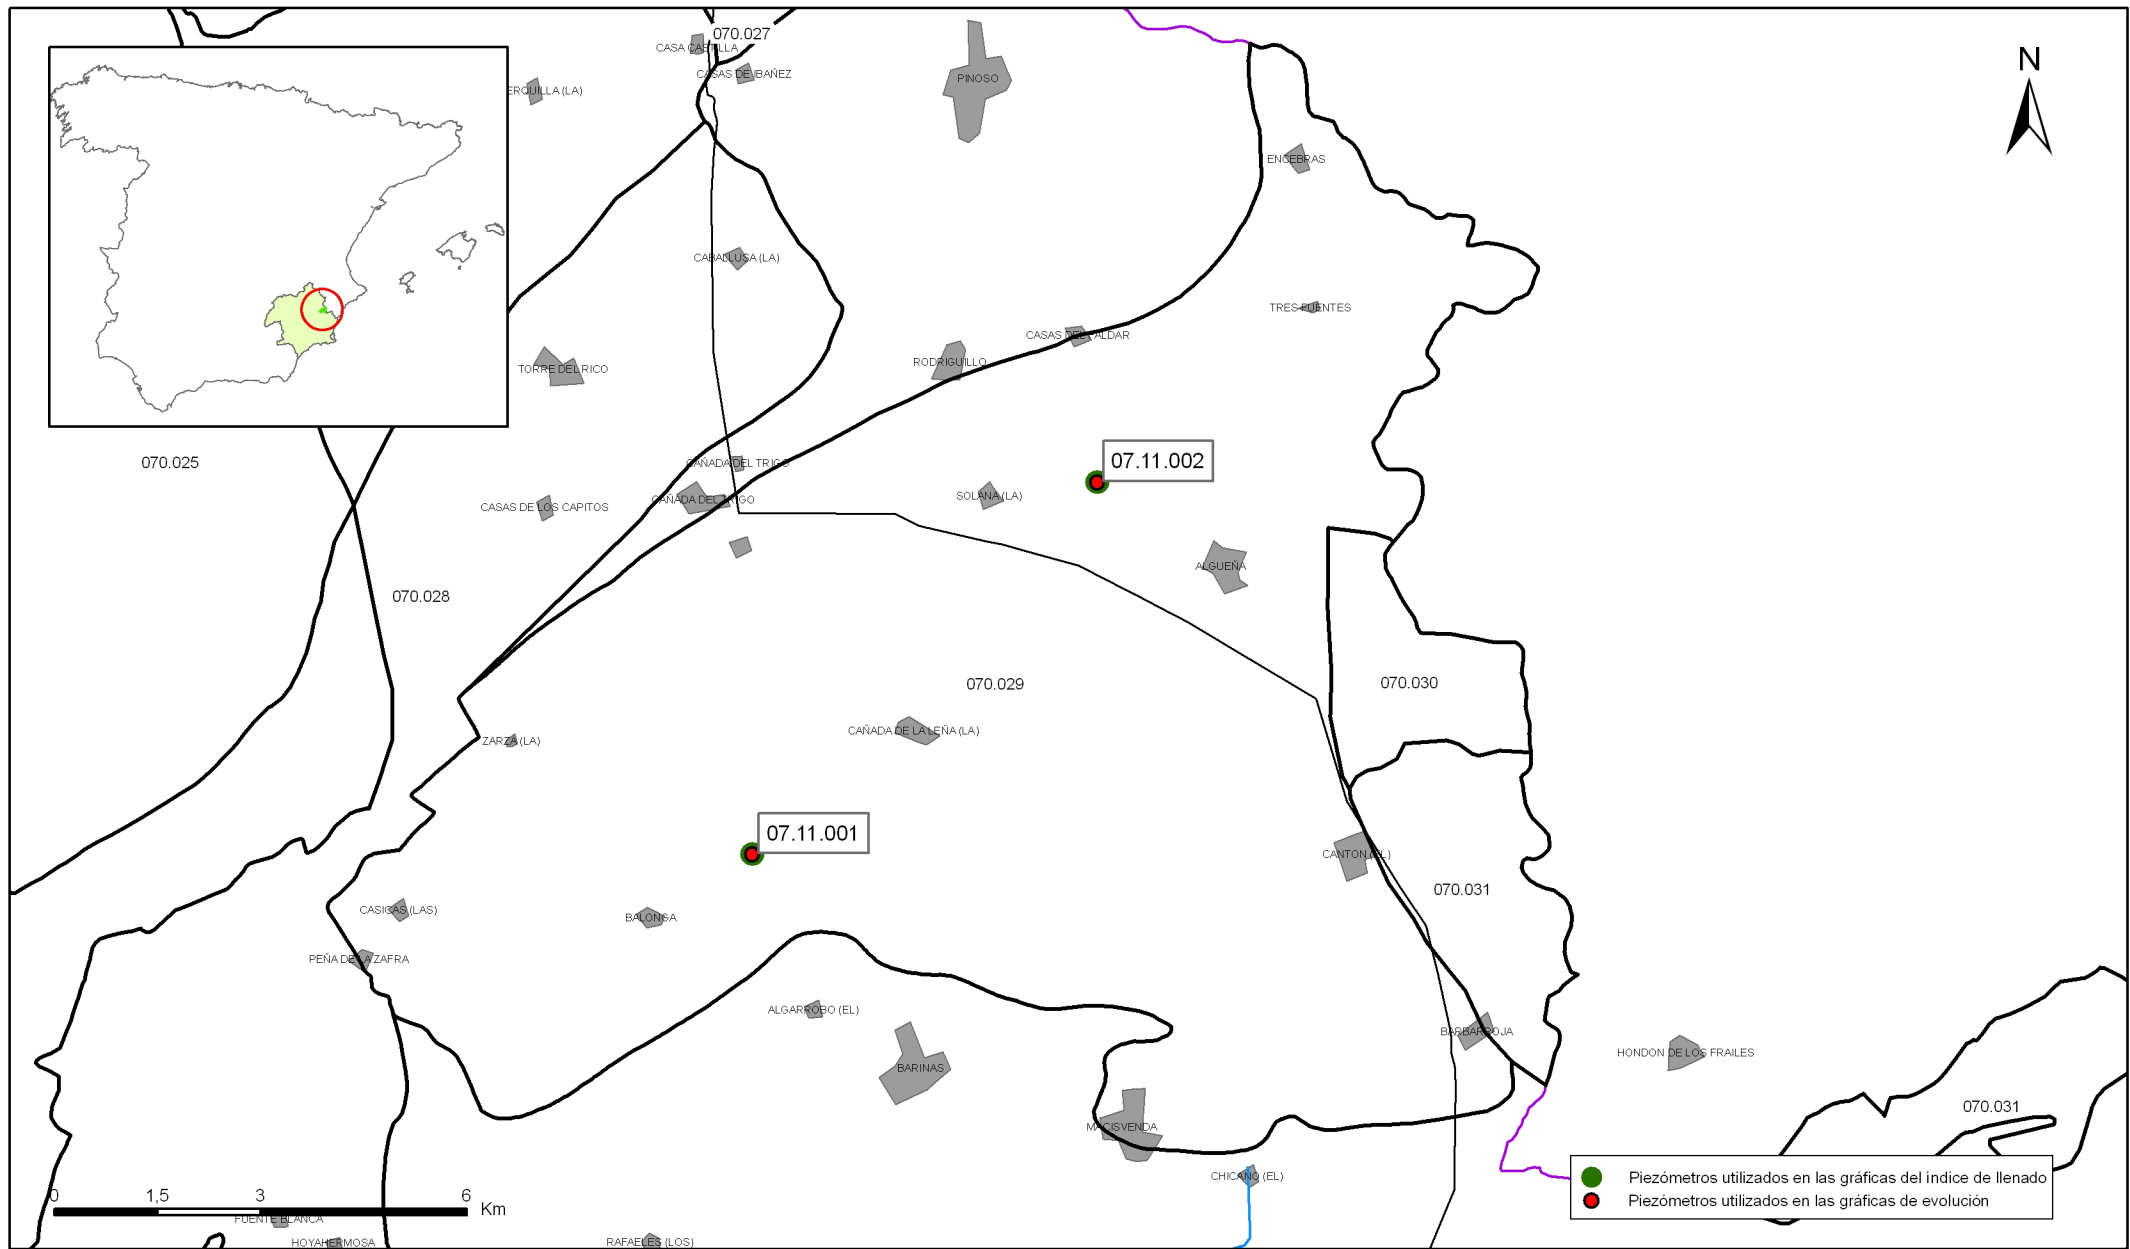 070.027
CASA CASTILLA
CASAS DE IBAÑEZ
PINOSO
N
ERQUILLA (LA)
ENCEBRAS
CABALLUSA (LA)
TRES FUENTES
CASAS DEL ALDAR
RODRIGUILLO
TORRE DEL RICO
070.025
CAÑADA DEL TRIGO
07.11.002
CASAS DE LOS CAPITOS
CAÑADA DEL TRIGO
SOLANA (LA)
ALGUEÑA
070.028
070.029
070.030
CAÑADA DE LA LEÑA (LA)
ZARZA (LA)
07.11.001
CANTON (EL)
070.031
CASICAS (LAS)
BALONGA
PEÑA DE LA ZAFRA
ALGARROBO (EL)
BARBARROJA
HONDON DE LOS FRAILES
BARINAS
070.031
MACISVENDA
CHICANO (EL)
Piezómetros utilizados en las gráficas del índice de llenado
Piezómetros utilizados en las gráficas de evolución
0 1,5 3 6
Km
FUENTE BLANCA
HOYAHERMOSA
RAFAELES (LOS)